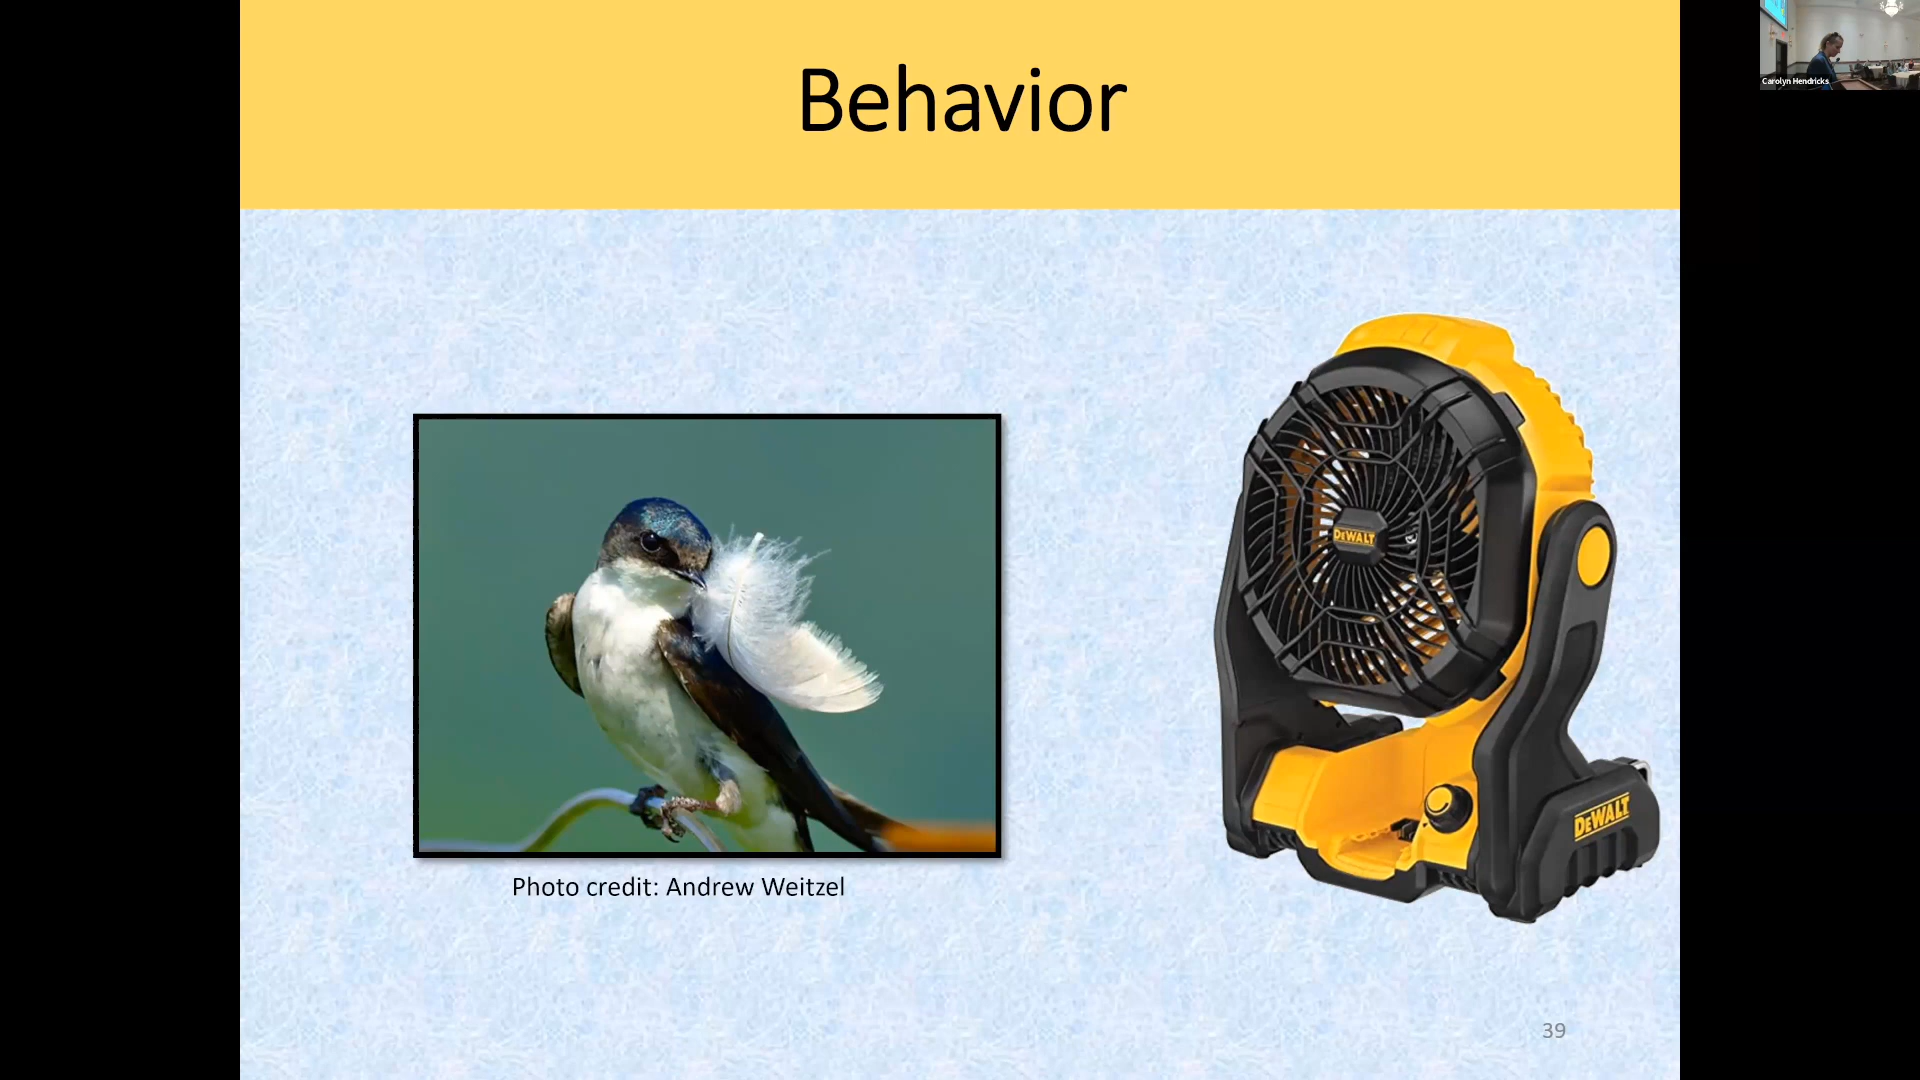 Behavior
Carolyn Hendricks
DEWALT
DEWALT
Photo credit: Andrew Weitzel
39